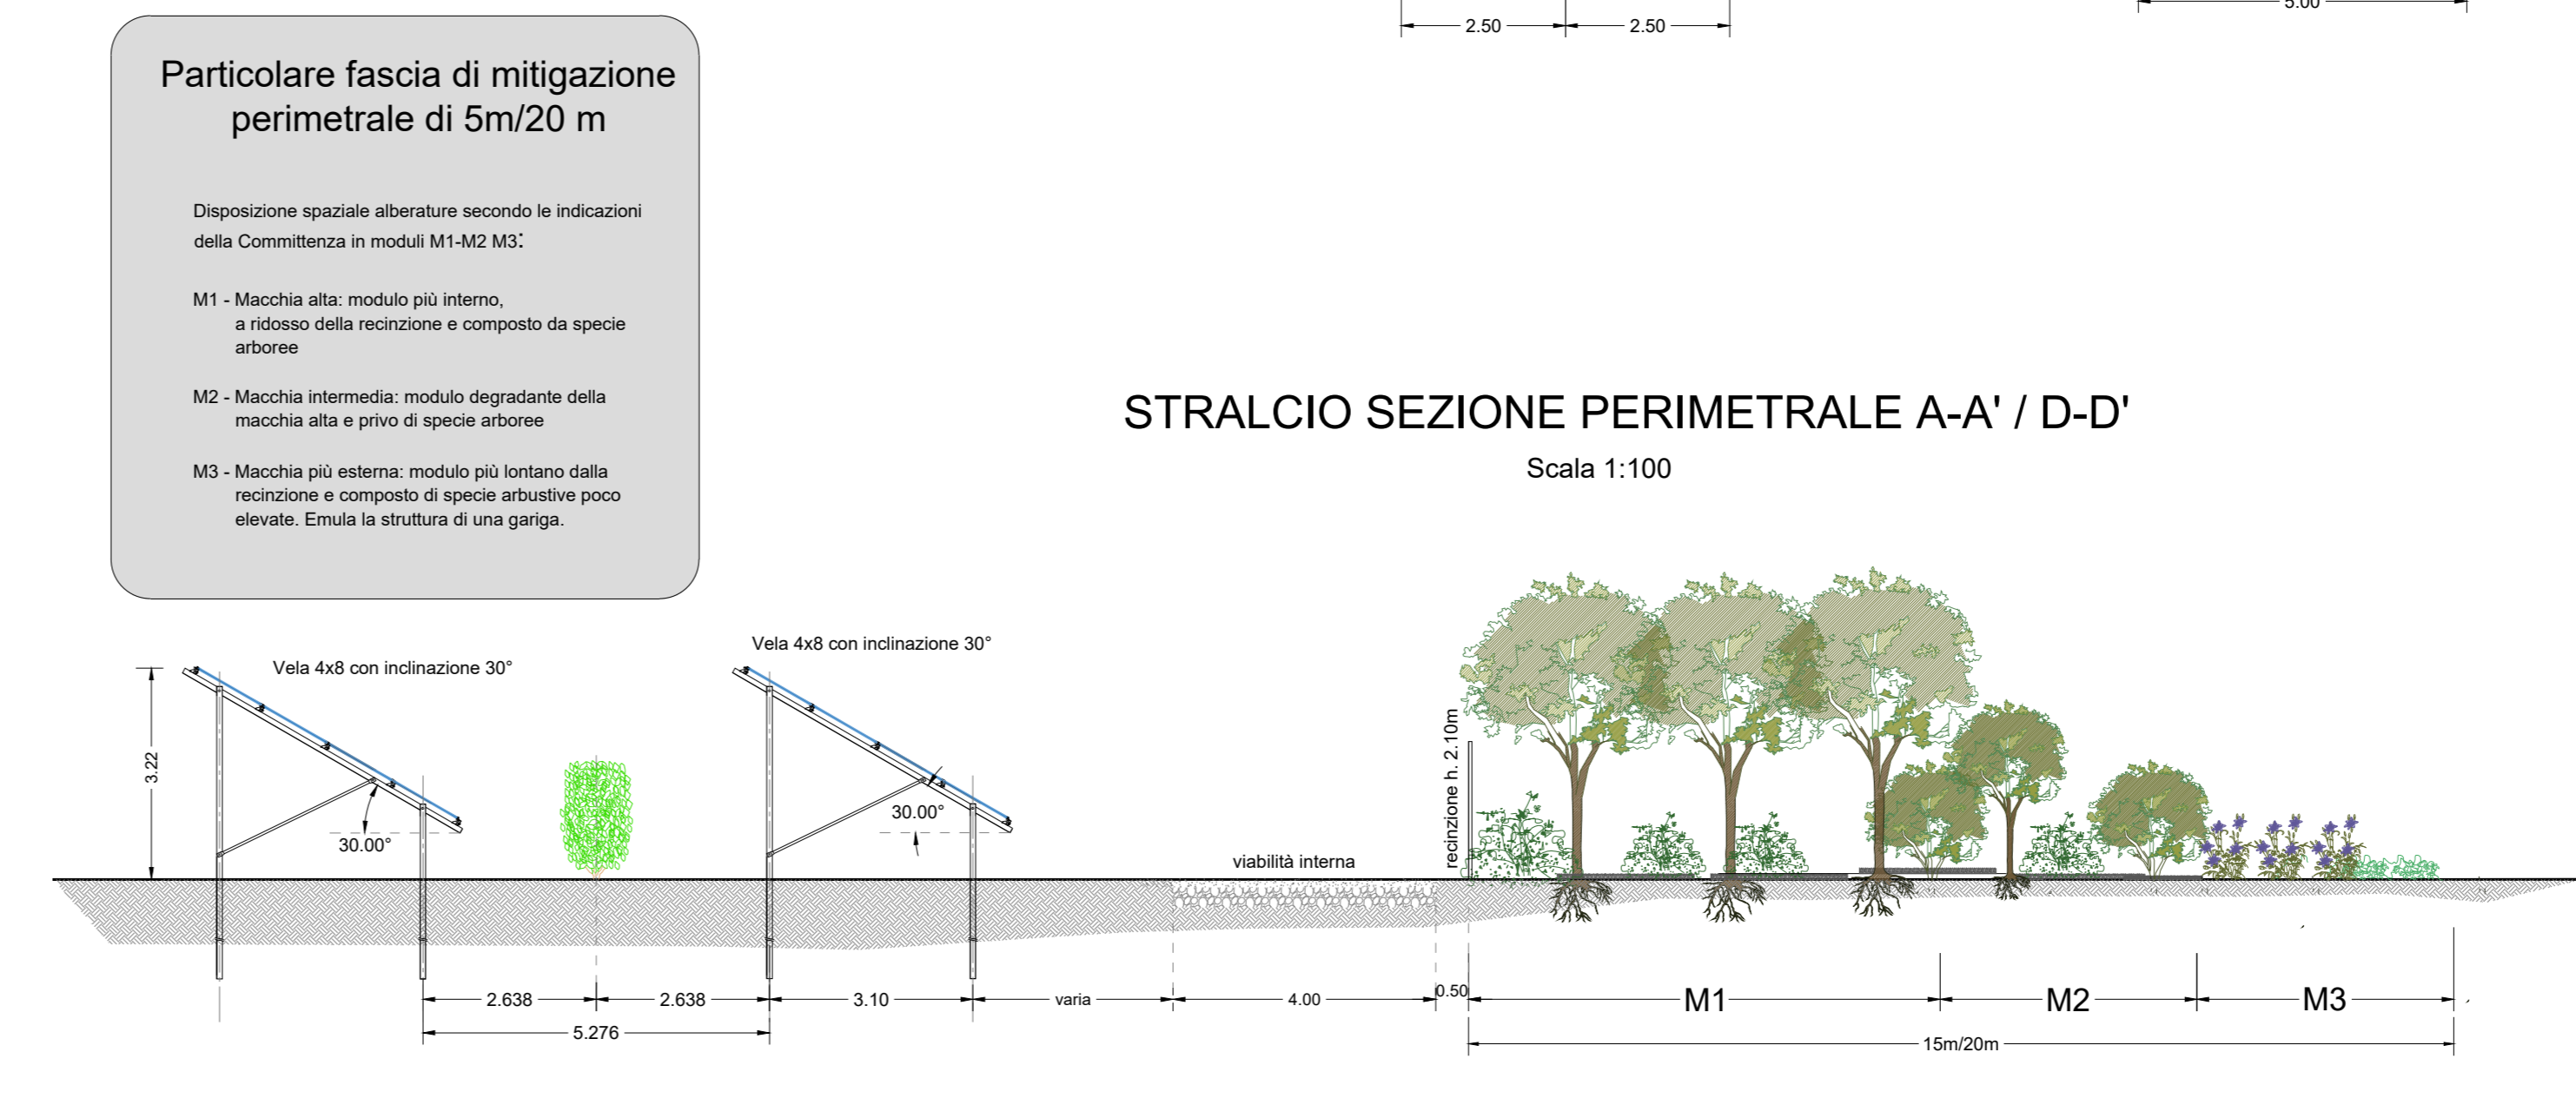 2.50
2.50
5.00
Particolare fascia di mitigazione
perimetrale di 5m/20 m
Disposizione spaziale alberature secondo le indicazioni
della Committenza in moduli M1-M2 M3:
M1 - Macchia alta: modulo più interno,
a ridosso della recinzione e composto da specie
arboree
M2 - Macchia intermedia: modulo degradante della
macchia alta e privo di specie arboree
M3 - Macchia più esterna: modulo più lontano dalla
recinzione e composto di specie arbustive poco
elevate. Emula la struttura di una gariga.
STRALCIO SEZIONE PERIMETRALE A-A' / D-D'
Scala 1:100
Vela 4x8 con inclinazione 30°
Vela 4x8 con inclinazione 30°
3.22
30.00°
30.00°
viabilità interna
recinzione h. 2.10m
2.638
2.638
3.10
varia
4.00
0.50
M1
M2
M3
5.276
15m/20m